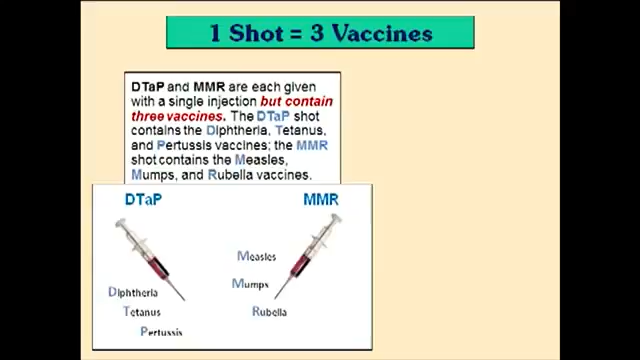 1 Shot = 3 Vaccines
DTaP and MMR are each given
with a single injection but contain
three vaccines. The DTaP shot
contains the Diphtheria, Tetanus,
and Pertussis vaccines; the MMR
shot contains the Measles,
Mumps, and Rubella vaccines.
DTaP
MMR
Diphtheria
Tetanus
Pertussis
Measles
Mumps
Rubella